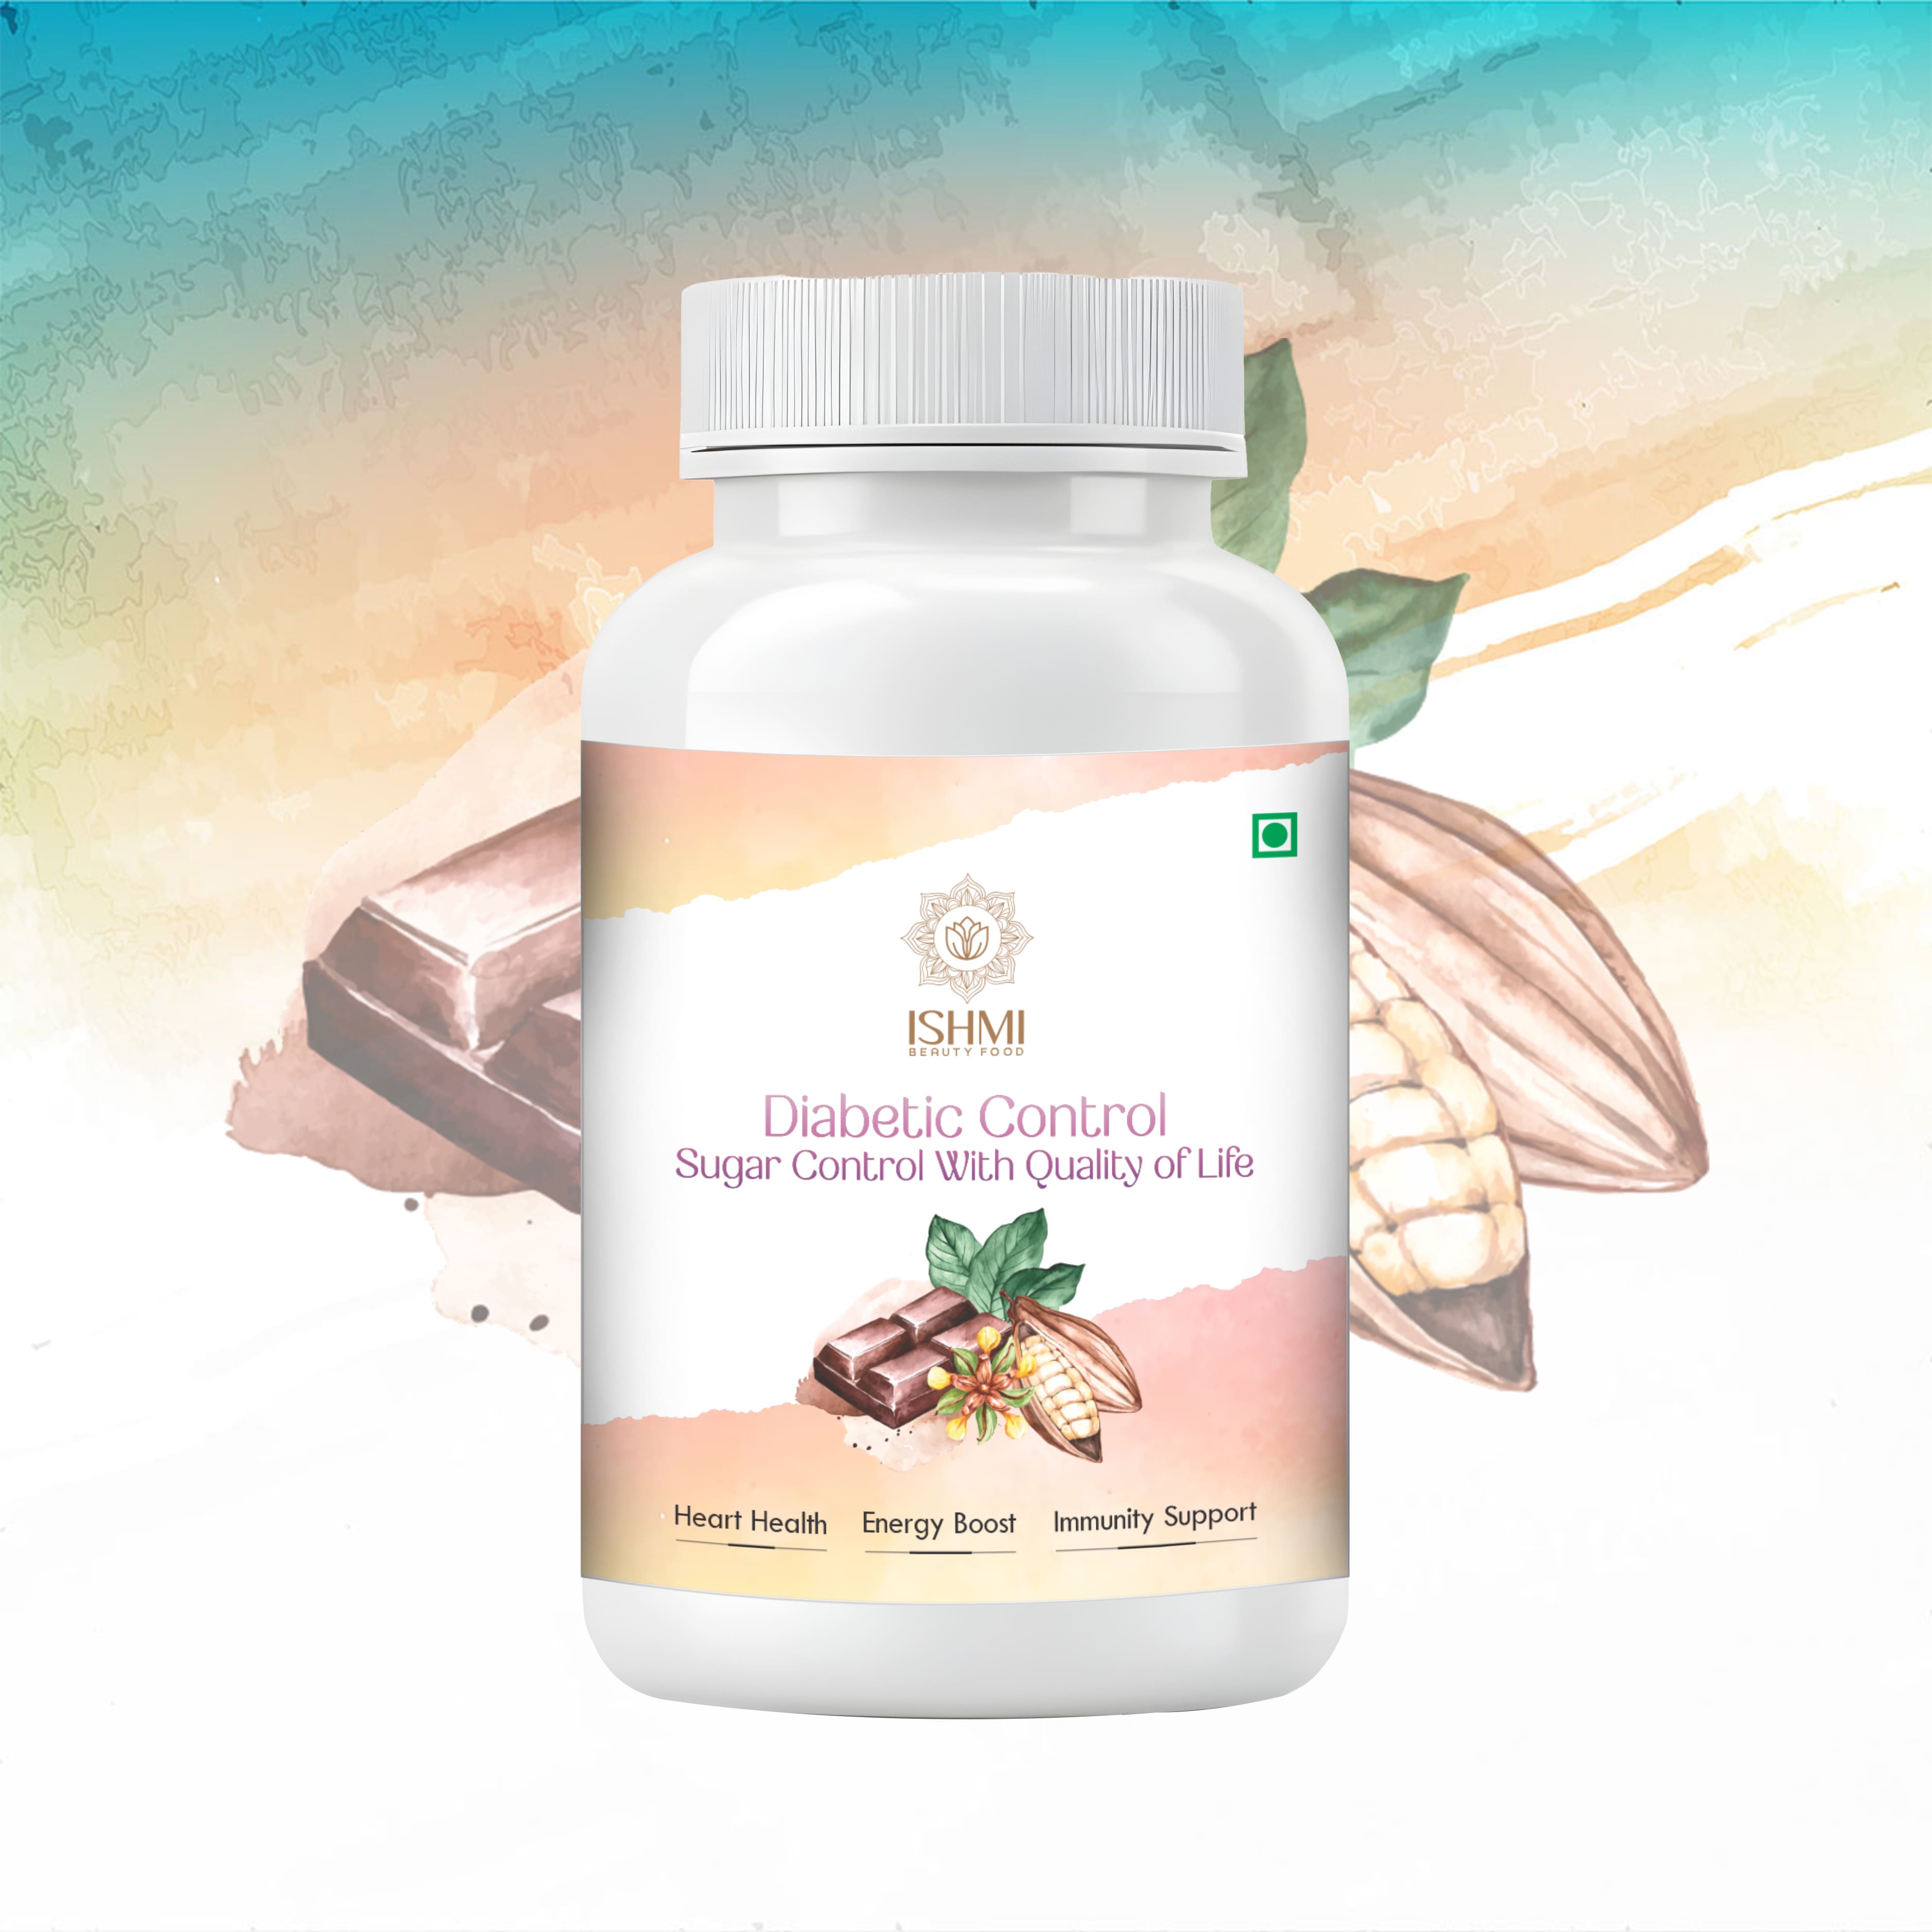 ISHMI
BEAUTY FOOD
Diabetic Control
Sugar Control With Quality of Life
Heart Health Energy Boost Immunity Support